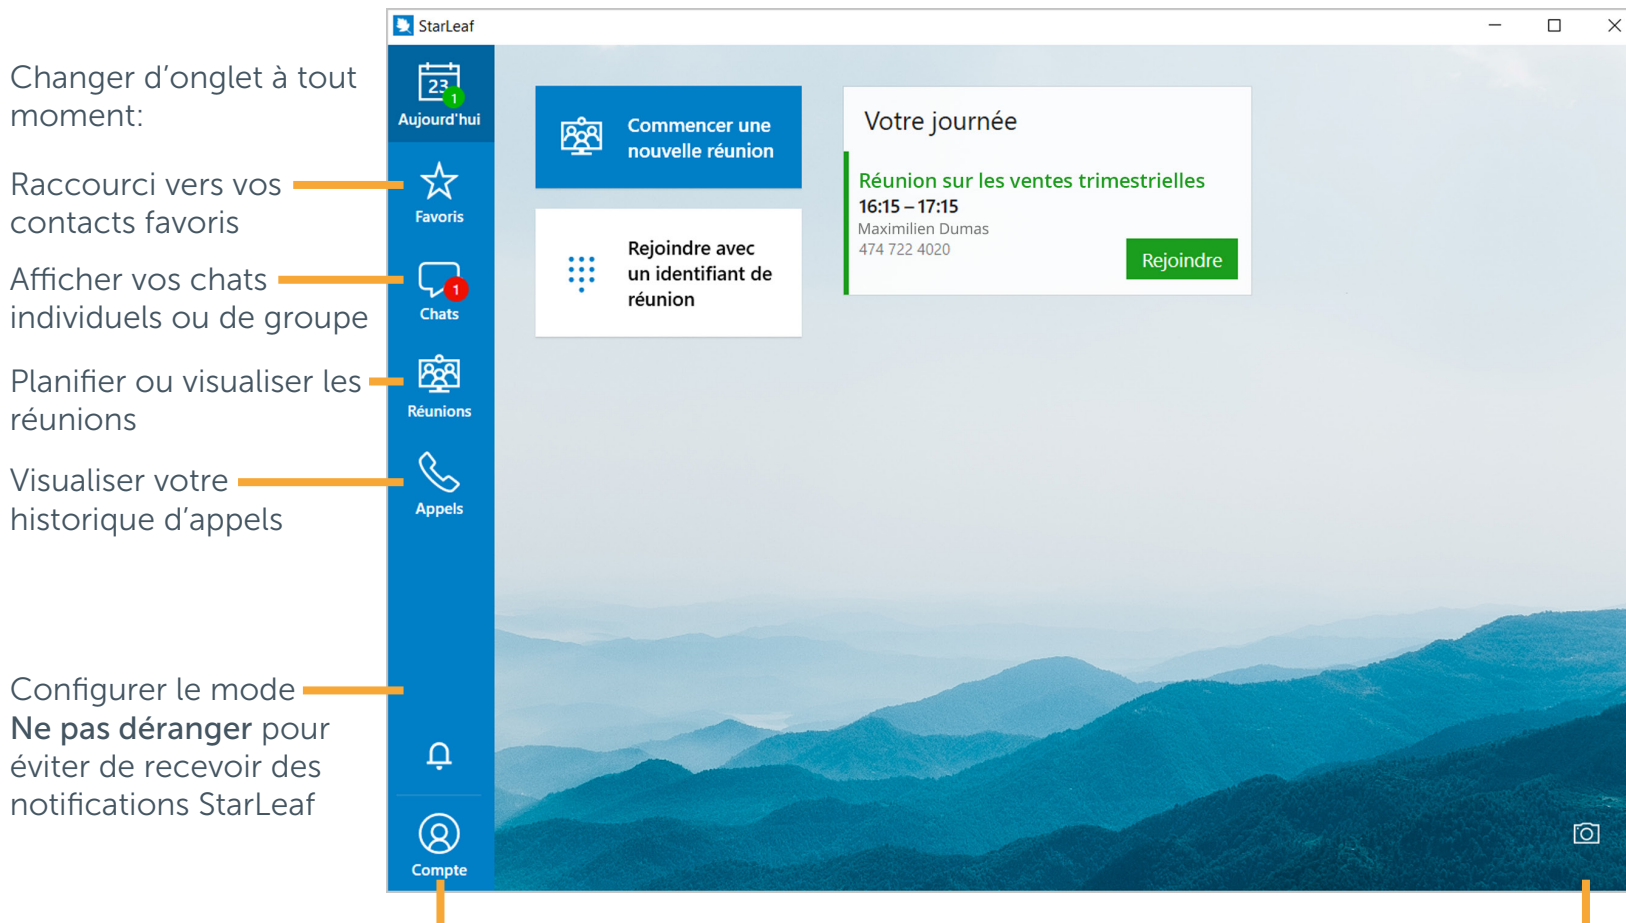 StarLeaf
Changer d’onglet à tout
moment:
Raccourci vers vos
contacts favoris
Afficher vos chats
individuels ou de groupe
Planifier ou visualiser les
réunions
Visualiser votre
historique d’appels
Configurer le mode
Ne pas déranger pour
éviter de recevoir des
notifications StarLeaf
23
1
Aujourd'hui
Favoris
1
Chats
Réunions
Appels
Compte
Commencer une
nouvelle réunion
Rejoindre avec
un identifiant de
réunion
Votre journée
Réunion sur les ventes trimestrielles
16:15 – 17:15
Maximilien Dumas
474 722 4020
Rejoindre